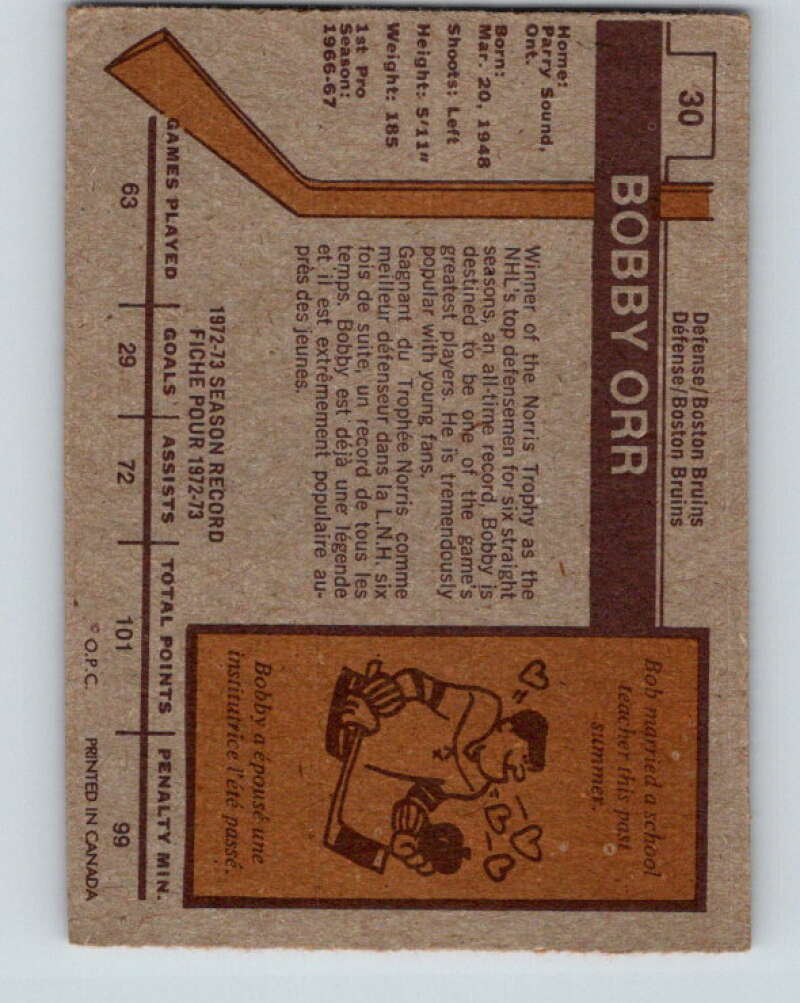 30
Defense/Boston Bruins
Défense/Boston Bruins
BOBBY ORR
Home:
Parry Sound,
Ont.
Born:
Mar. 20, 1948
Shoots: Left
Height: 5'11"
Weight: 185
1st Pro
Season:
1966-67
Winner of the Norris Trophy as the
NHL's top defensemen for six straight
seasons, an all-time record, Bobby is
destined to be one of the game's
greatest players. He is tremendously
popular with young fans.
Gagnant du Trophée Norris comme
meilleur défenseur dans la L.N.H. six
fois de suite, un record de tous les
temps. Bobby est déjà une légende
et il est extrêmement populaire au-
près des jeunes.
Bob married a school
teacher this past
summer.
Bobby a épousé une
institutrice l'été passé.
1972-73 SEASON RECORD
FICHE POUR 1972-73
GAMES PLAYED GOALS ASSISTS TOTAL POINTS PENALTY MIN.
63 29 72 101 99
© O.P.C. PRINTED IN CANADA